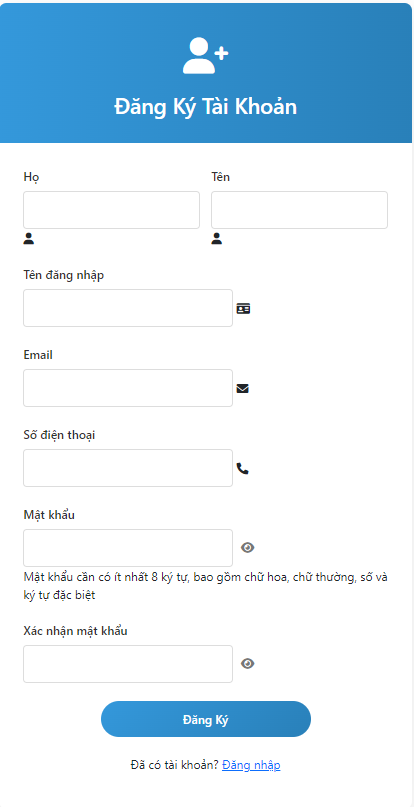 Đăng Ký Tài Khoản
Họ
Tên
Tên đăng nhập
Email
Số điện thoại
Mật khẩu
Mật khẩu cần có ít nhất 8 ký tự, bao gồm chữ hoa, chữ thường, số và
ký tự đặc biệt
Xác nhận mật khẩu
Đăng Ký
Đã có tài khoản? Đăng nhập